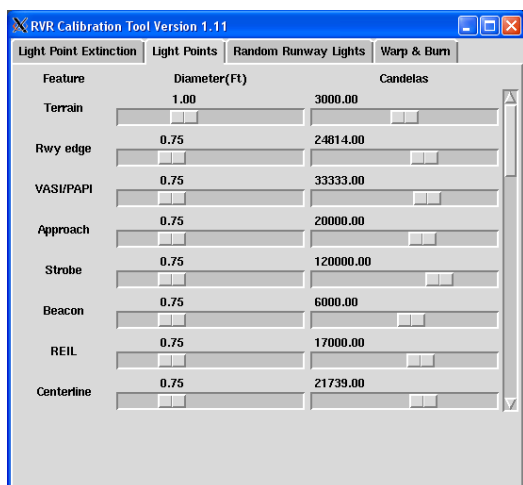 RVR Calibration Tool Version 1.11
Light Point Extinction Light Points Random Runway Lights Warp & Burn
Feature Diameter(Ft) Candelas
Terrain 1.00 3000.00
Rwy edge 0.75 24814.00
VASI/PAPI 0.75 33333.00
Approach 0.75 20000.00
Strobe 0.75 120000.00
Beacon 0.75 6000.00
REIL 0.75 17000.00
Centerline 0.75 21739.00